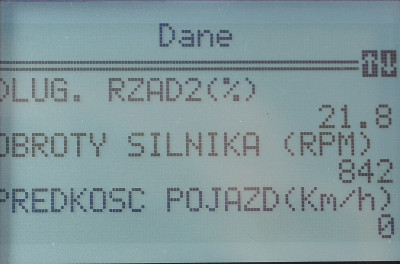 Dane
DLUG. RZAD2(%)
21.8
OBROTY SILNIKA (RPM)
842
PREDKOSC POJAZD(Km/h)
0